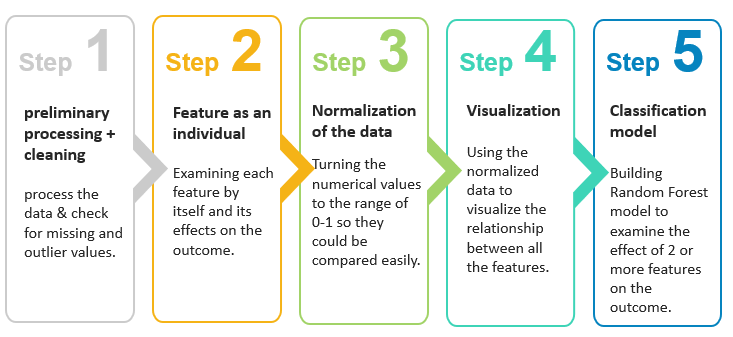 Step 1
preliminary
processing +
cleaning
process the
data & check
for missing and
outlier values.
Step 2
Feature as an
individual
Examining each
feature by
itself and its
effects on the
outcome.
Step 3
Normalization
of the data
Turning the
numerical values
to the range of
0-1 so they
could be
compared easily.
Step 4
Visualization
Using the
normalized
data to
visualize the
relationship
between all
the features.
Step 5
Classification
model
Building
Random Forest
model to
examine the
effect of 2 or
more features
on the
outcome.